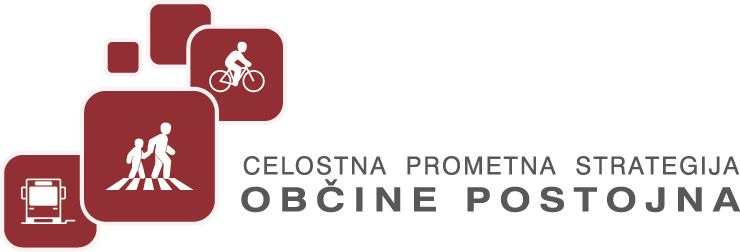 CELOSTNA PROMETNA STRATEGIJA
OBČINE POSTOJNA